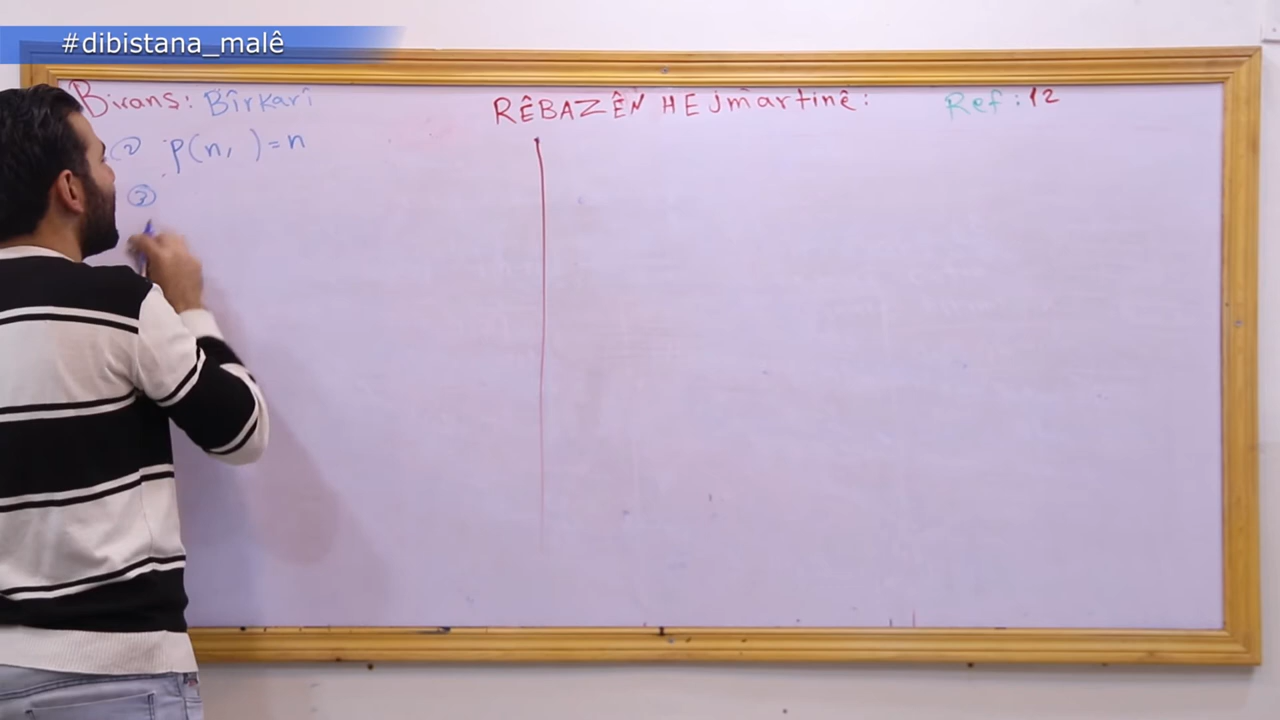 #dibistana_malê
Birans: Bîrkarî
RÊBAZÊN HEJmartinê:
Ref: 12
② p(n, )=n
③